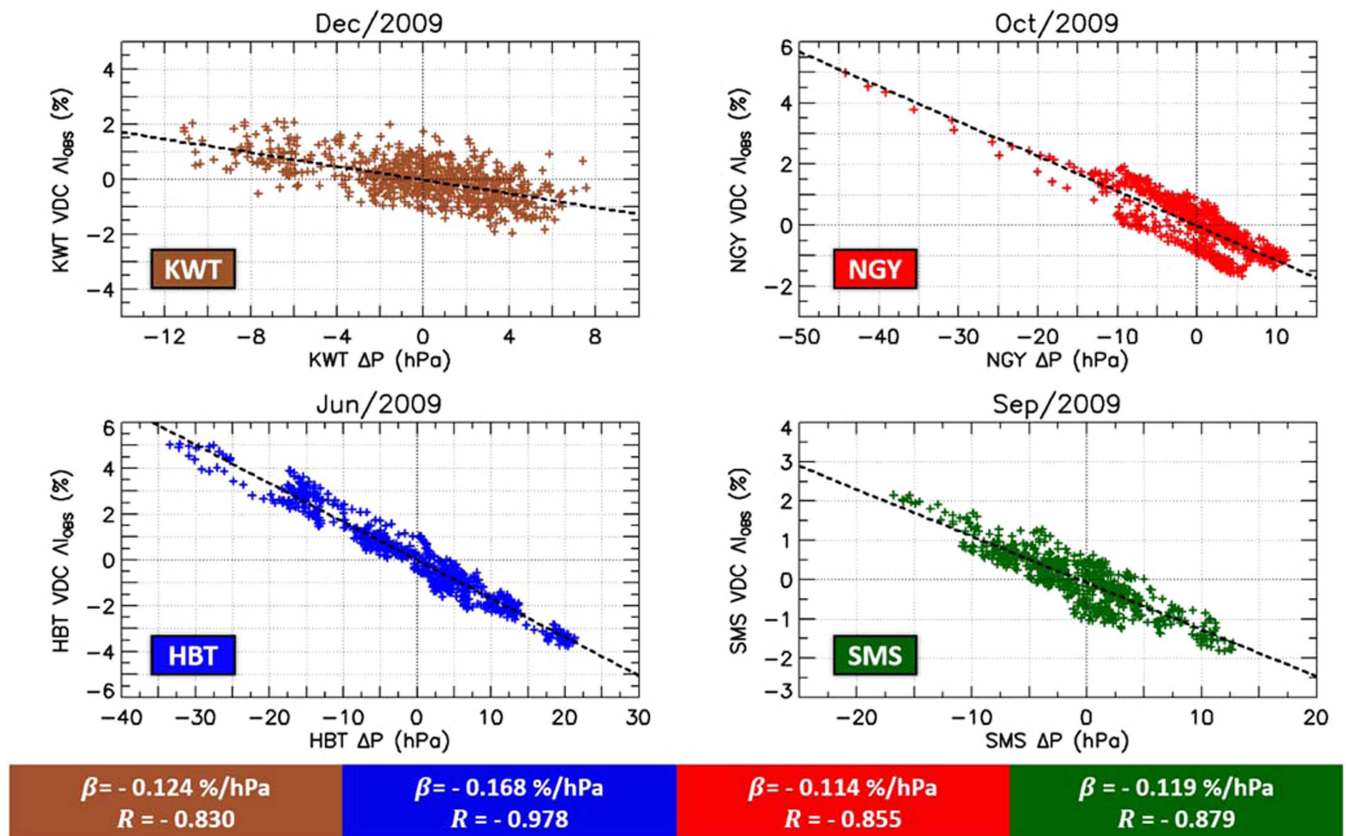 Dec/2009
4
2
0
−2
−4
KWT VDC ΛI_OBS (%)
KWT
−12 −8 −4 0 4 8
KWT ΔP (hPa)
Oct/2009
6
4
2
0
−2
NGY VDC ΛI_OBS (%)
NGY
−50 −40 −30 −20 −10 0 10
NGY ΔP (hPa)
Jun/2009
6
4
2
0
−2
−4
−6
HBT VDC ΛI_OBS (%)
HBT
−40 −30 −20 −10 0 10 20 30
HBT ΔP (hPa)
Sep/2009
4
3
2
1
0
−1
−2
−3
SMS VDC ΛI_OBS (%)
SMS
−20 −10 0 10 20
SMS ΔP (hPa)
β= - 0.124 %/hPa
R = - 0.830
β= - 0.168 %/hPa
R = - 0.978
β = - 0.114 %/hPa
R = - 0.855
β = - 0.119 %/hPa
R = - 0.879